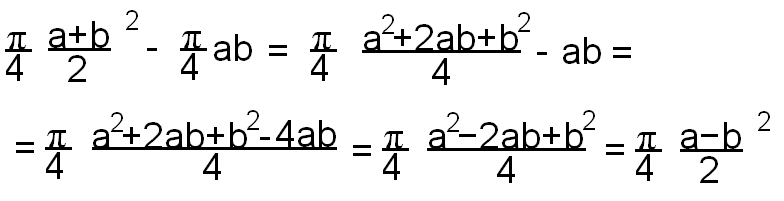 π/4 (a+b)/2 ² - π/4 ab = π/4 (a²+2ab+b²)/4 - ab =
= π/4 (a²+2ab+b²-4ab)/4 = π/4 (a²−2ab+b²)/4 = π/4 (a−b)/2 ²